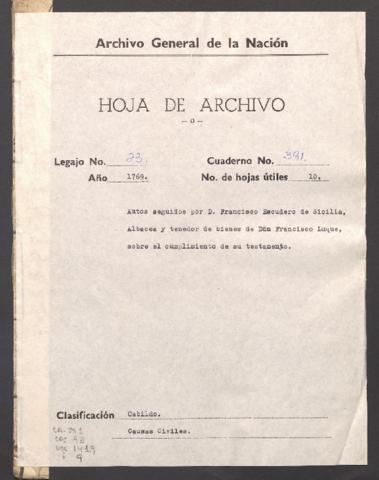 Archivo General de la Nación
HOJA DE ARCHIVO
—o—
Legajo No. 23. Cuaderno No. 391.
Año 1769. No. de hojas útiles 10.
Autos seguidos por D. Francisco Escudero de Sicilia,
Albacea y tenedor de bienes de Dón Francisco Luque,
sobre el cumplimiento de su testamento.
Clasificación Cabildo.
Causas Civiles.